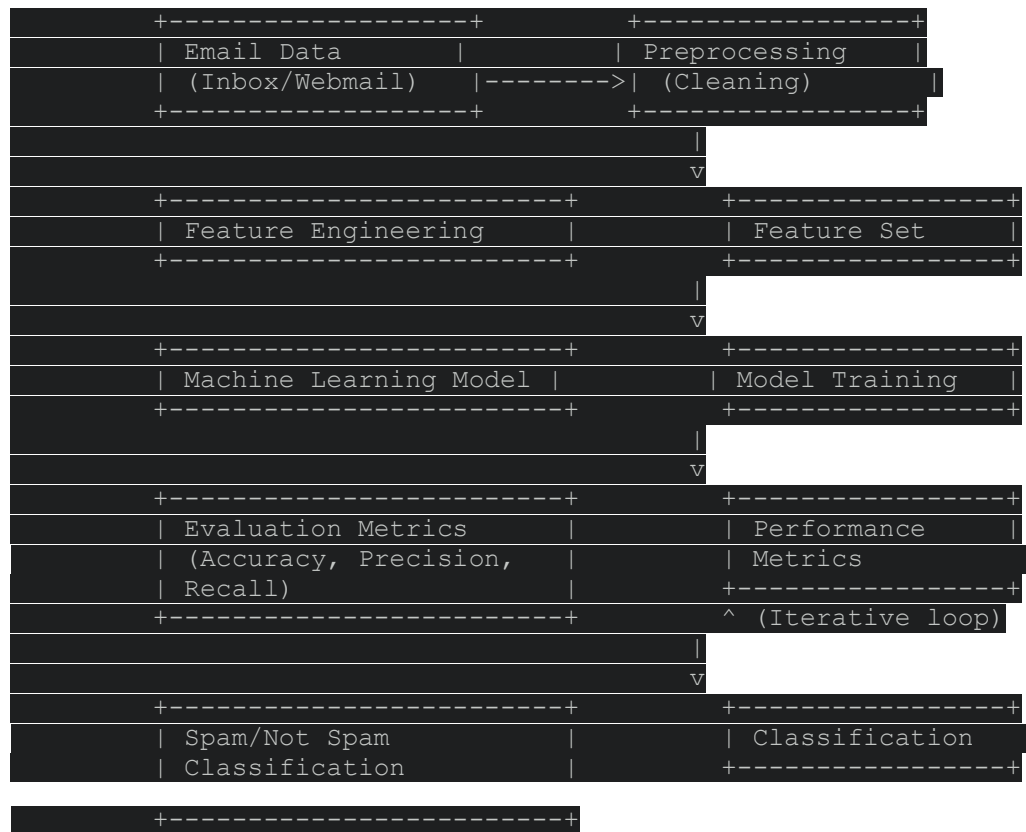 +-------------------+         +-----------------+
| Email Data        |         | Preprocessing    |
| (Inbox/Webmail)   |-------->| (Cleaning)        |
+-------------------+         +-----------------+
|
v
+-------------------------+         +-----------------+
| Feature Engineering     |         | Feature Set     |
+-------------------------+         +-----------------+
|
v
+-------------------------+         +-----------------+
| Machine Learning Model |         | Model Training   |
+-------------------------+         +-----------------+
|
v
+-------------------------+         +-----------------+
| Evaluation Metrics      |         | Performance     |
| (Accuracy, Precision,   |         | Metrics
| Recall)                 |         +-----------------+
+-------------------------+         ^ (Iterative loop)
|
v
+-------------------------+         +-----------------+
| Spam/Not Spam           |         | Classification
| Classification          |         +-----------------+
+-------------------------+